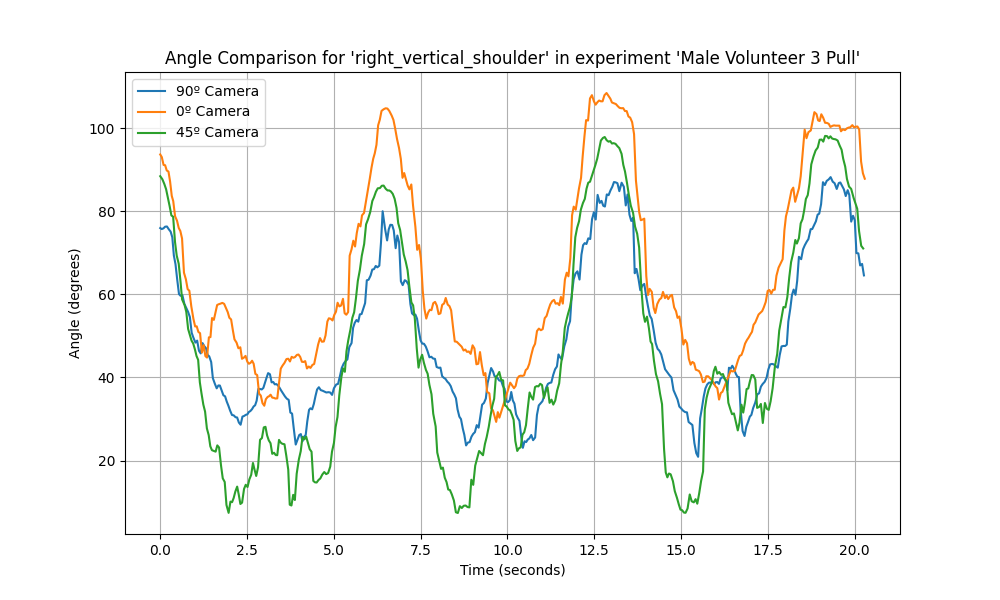 Angle Comparison for 'right_vertical_shoulder' in experiment 'Male Volunteer 3 Pull'
90º Camera
0º Camera
45º Camera
Angle (degrees)
100
80
60
40
20
0.0 2.5 5.0 7.5 10.0 12.5 15.0 17.5 20.0
Time (seconds)